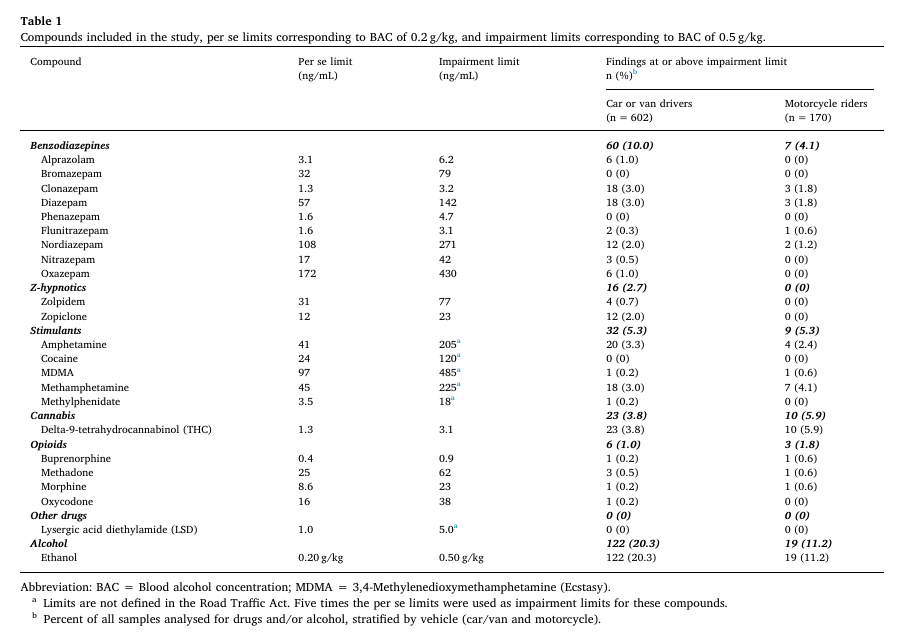 Table 1
Compounds included in the study, per se limits corresponding to BAC of 0.2 g/kg, and impairment limits corresponding to BAC of 0.5 g/kg.
Compound Per se limit Impairment limit Findings at or above impairment limit
(ng/mL) (ng/mL) n (%)b
Car or van drivers Motorcycle riders
(n = 602) (n = 170)
Benzodiazepines 60 (10.0) 7 (4.1)
Alprazolam 3.1 6.2 6 (1.0) 0 (0)
Bromazepam 32 79 0 (0) 0 (0)
Clonazepam 1.3 3.2 18 (3.0) 3 (1.8)
Diazepam 57 142 18 (3.0) 3 (1.8)
Phenazepam 1.6 4.7 0 (0) 0 (0)
Flunitrazepam 1.6 3.1 2 (0.3) 1 (0.6)
Nordiazepam 108 271 12 (2.0) 2 (1.2)
Nitrazepam 17 42 3 (0.5) 0 (0)
Oxazepam 172 430 6 (1.0) 0 (0)
Z-hypnotics 16 (2.7) 0 (0)
Zolpidem 31 77 4 (0.7) 0 (0)
Zopiclone 12 23 12 (2.0) 0 (0)
Stimulants 32 (5.3) 9 (5.3)
Amphetamine 41 205a 20 (3.3) 4 (2.4)
Cocaine 24 120a 0 (0) 0 (0)
MDMA 97 485a 1 (0.2) 1 (0.6)
Methamphetamine 45 225a 18 (3.0) 7 (4.1)
Methylphenidate 3.5 18a 1 (0.2) 0 (0)
Cannabis 23 (3.8) 10 (5.9)
Delta-9-tetrahydrocannabinol (THC) 1.3 3.1 23 (3.8) 10 (5.9)
Opioids 6 (1.0) 3 (1.8)
Buprenorphine 0.4 0.9 1 (0.2) 1 (0.6)
Methadone 25 62 3 (0.5) 1 (0.6)
Morphine 8.6 23 1 (0.2) 1 (0.6)
Oxycodone 16 38 1 (0.2) 0 (0)
Other drugs 0 (0) 0 (0)
Lysergic acid diethylamide (LSD) 1.0 5.0a 0 (0) 0 (0)
Alcohol 122 (20.3) 19 (11.2)
Ethanol 0.20 g/kg 0.50 g/kg 122 (20.3) 19 (11.2)
Abbreviation: BAC = Blood alcohol concentration; MDMA = 3,4-Methylenedioxymethamphetamine (Ecstasy).
a Limits are not defined in the Road Traffic Act. Five times the per se limits were used as impairment limits for these compounds.
b Percent of all samples analysed for drugs and/or alcohol, stratified by vehicle (car/van and motorcycle).